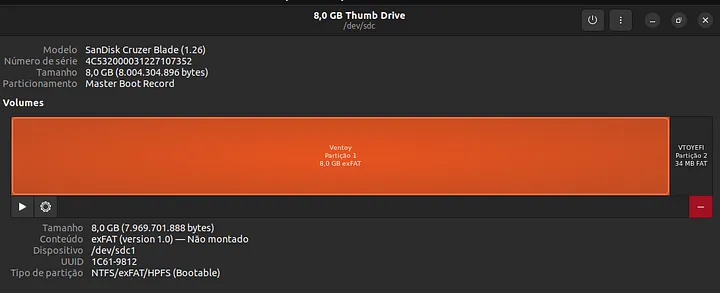 8,0 GB Thumb Drive
/dev/sdc
Modelo SanDisk Cruzer Blade (1.26)
Número de série 4C532000031227107352
Tamanho 8,0 GB (8.004.304.896 bytes)
Particionamento Master Boot Record
Volumes
Ventoy
Partição 1
8,0 GB exFAT
VTOYEFI
Partição 2
34 MB FAT
Tamanho 8,0 GB (7.969.701.888 bytes)
Conteúdo exFAT (version 1.0) — Não montado
Dispositivo /dev/sdc1
UUID 1C61-9812
Tipo de partição NTFS/exFAT/HPFS (Bootable)